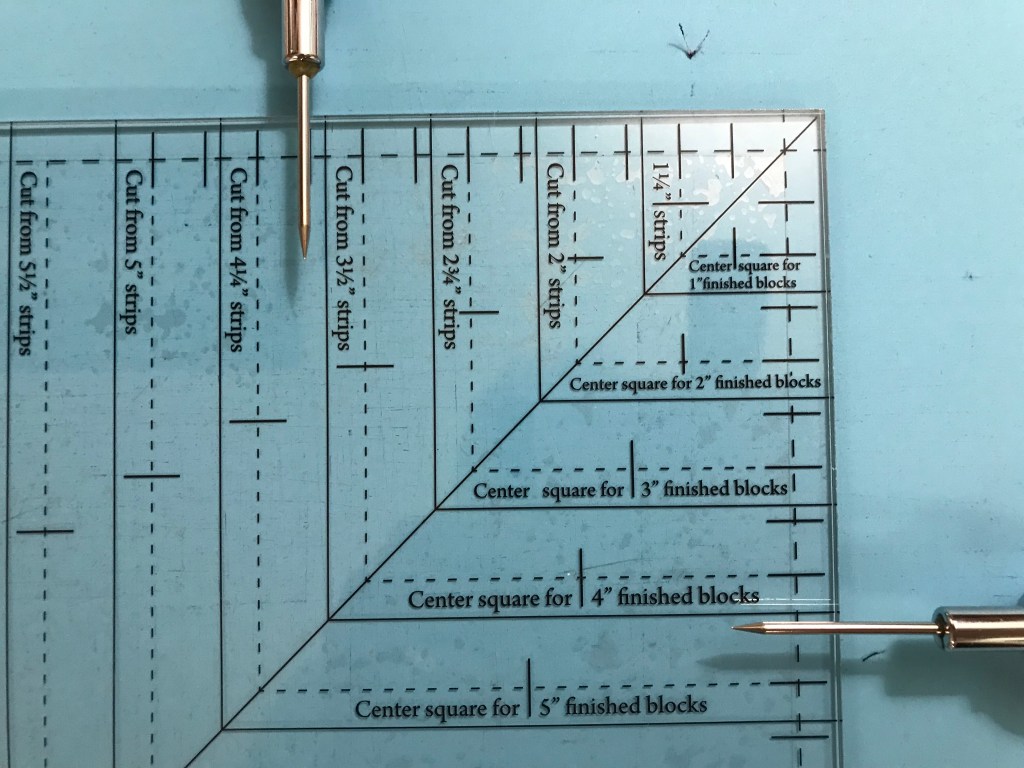 Cut from 5½” strips
Cut from 5” strips
Cut from 4¼” strips
Cut from 3½” strips
Cut from 2¾” strips
Cut from 2” strips
1¼” strips
Center square for
1”finished blocks
Center square for 2” finished blocks
Center square for 3” finished blocks
Center square for 4” finished blocks
Center square for 5” finished blocks